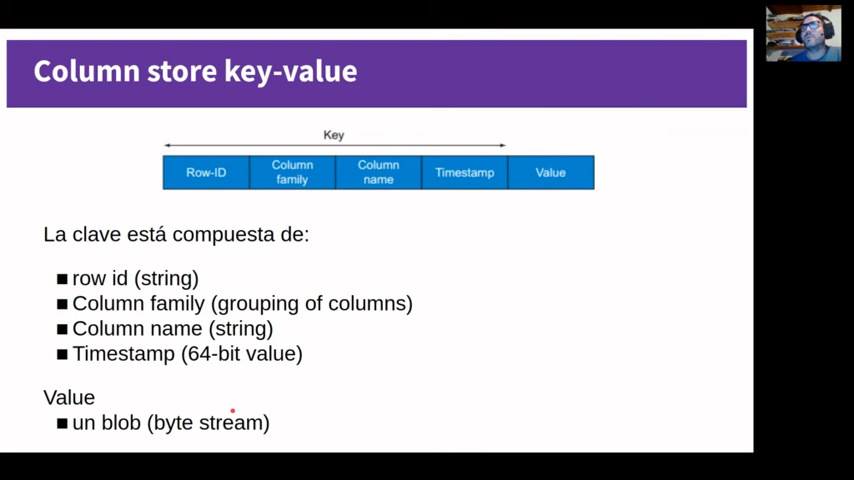 Column store key-value
Key
Row-ID
Column
family
Column
name
Timestamp
Value
La clave está compuesta de:
■ row id (string)
■ Column family (grouping of columns)
■ Column name (string)
■ Timestamp (64-bit value)
Value
■ un blob (byte stream)